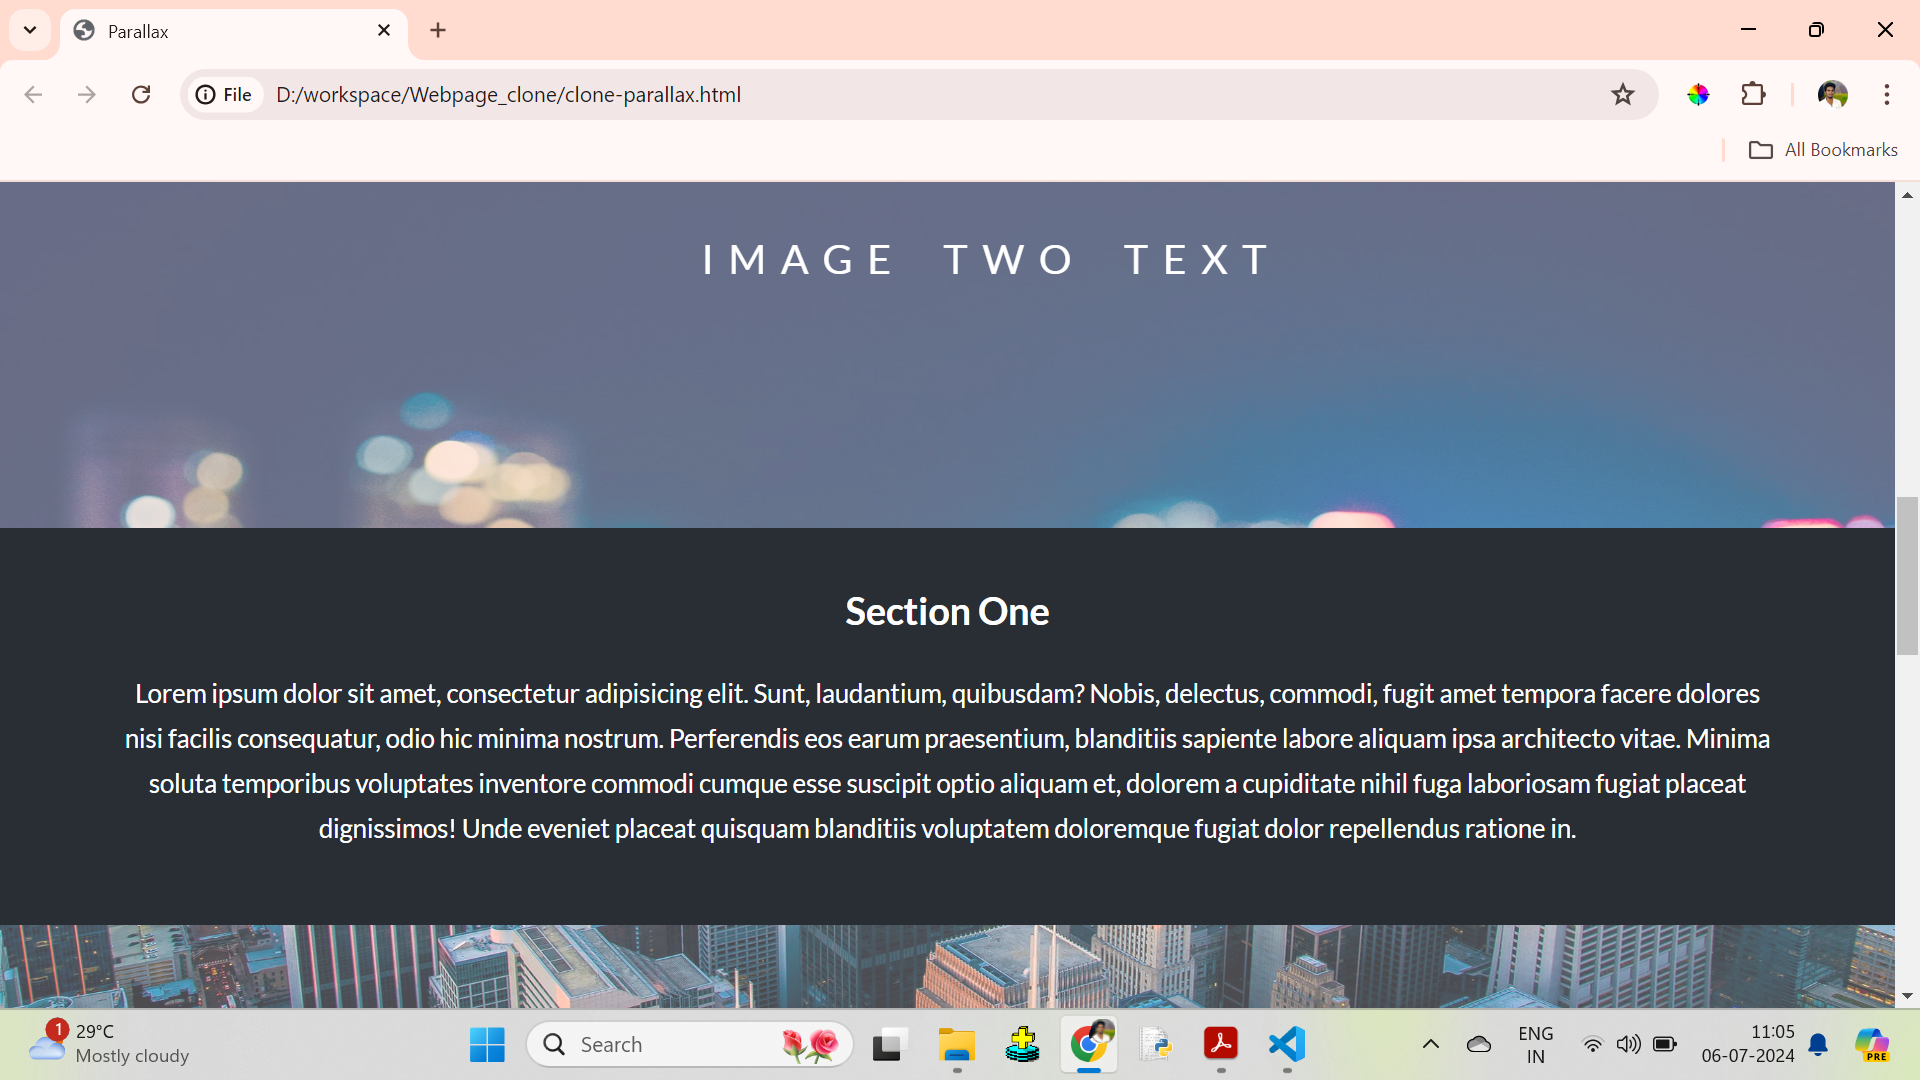 Parallax
File D:/workspace/Webpage_clone/clone-parallax.html
All Bookmarks
IMAGE TWO TEXT
Section One
Lorem ipsum dolor sit amet, consectetur adipisicing elit. Sunt, laudantium, quibusdam? Nobis, delectus, commodi, fugit amet tempora facere dolores
nisi facilis consequatur, odio hic minima nostrum. Perferendis eos earum praesentium, blanditiis sapiente labore aliquam ipsa architecto vitae. Minima
soluta temporibus voluptates inventore commodi cumque esse suscipit optio aliquam et, dolorem a cupiditate nihil fuga laboriosam fugiat placeat
dignissimos! Unde eveniet placeat quisquam blanditiis voluptatem doloremque fugiat dolor repellendus ratione in.
1
29°C
Mostly cloudy
Search
ENG
IN
11:05
06-07-2024
PRE